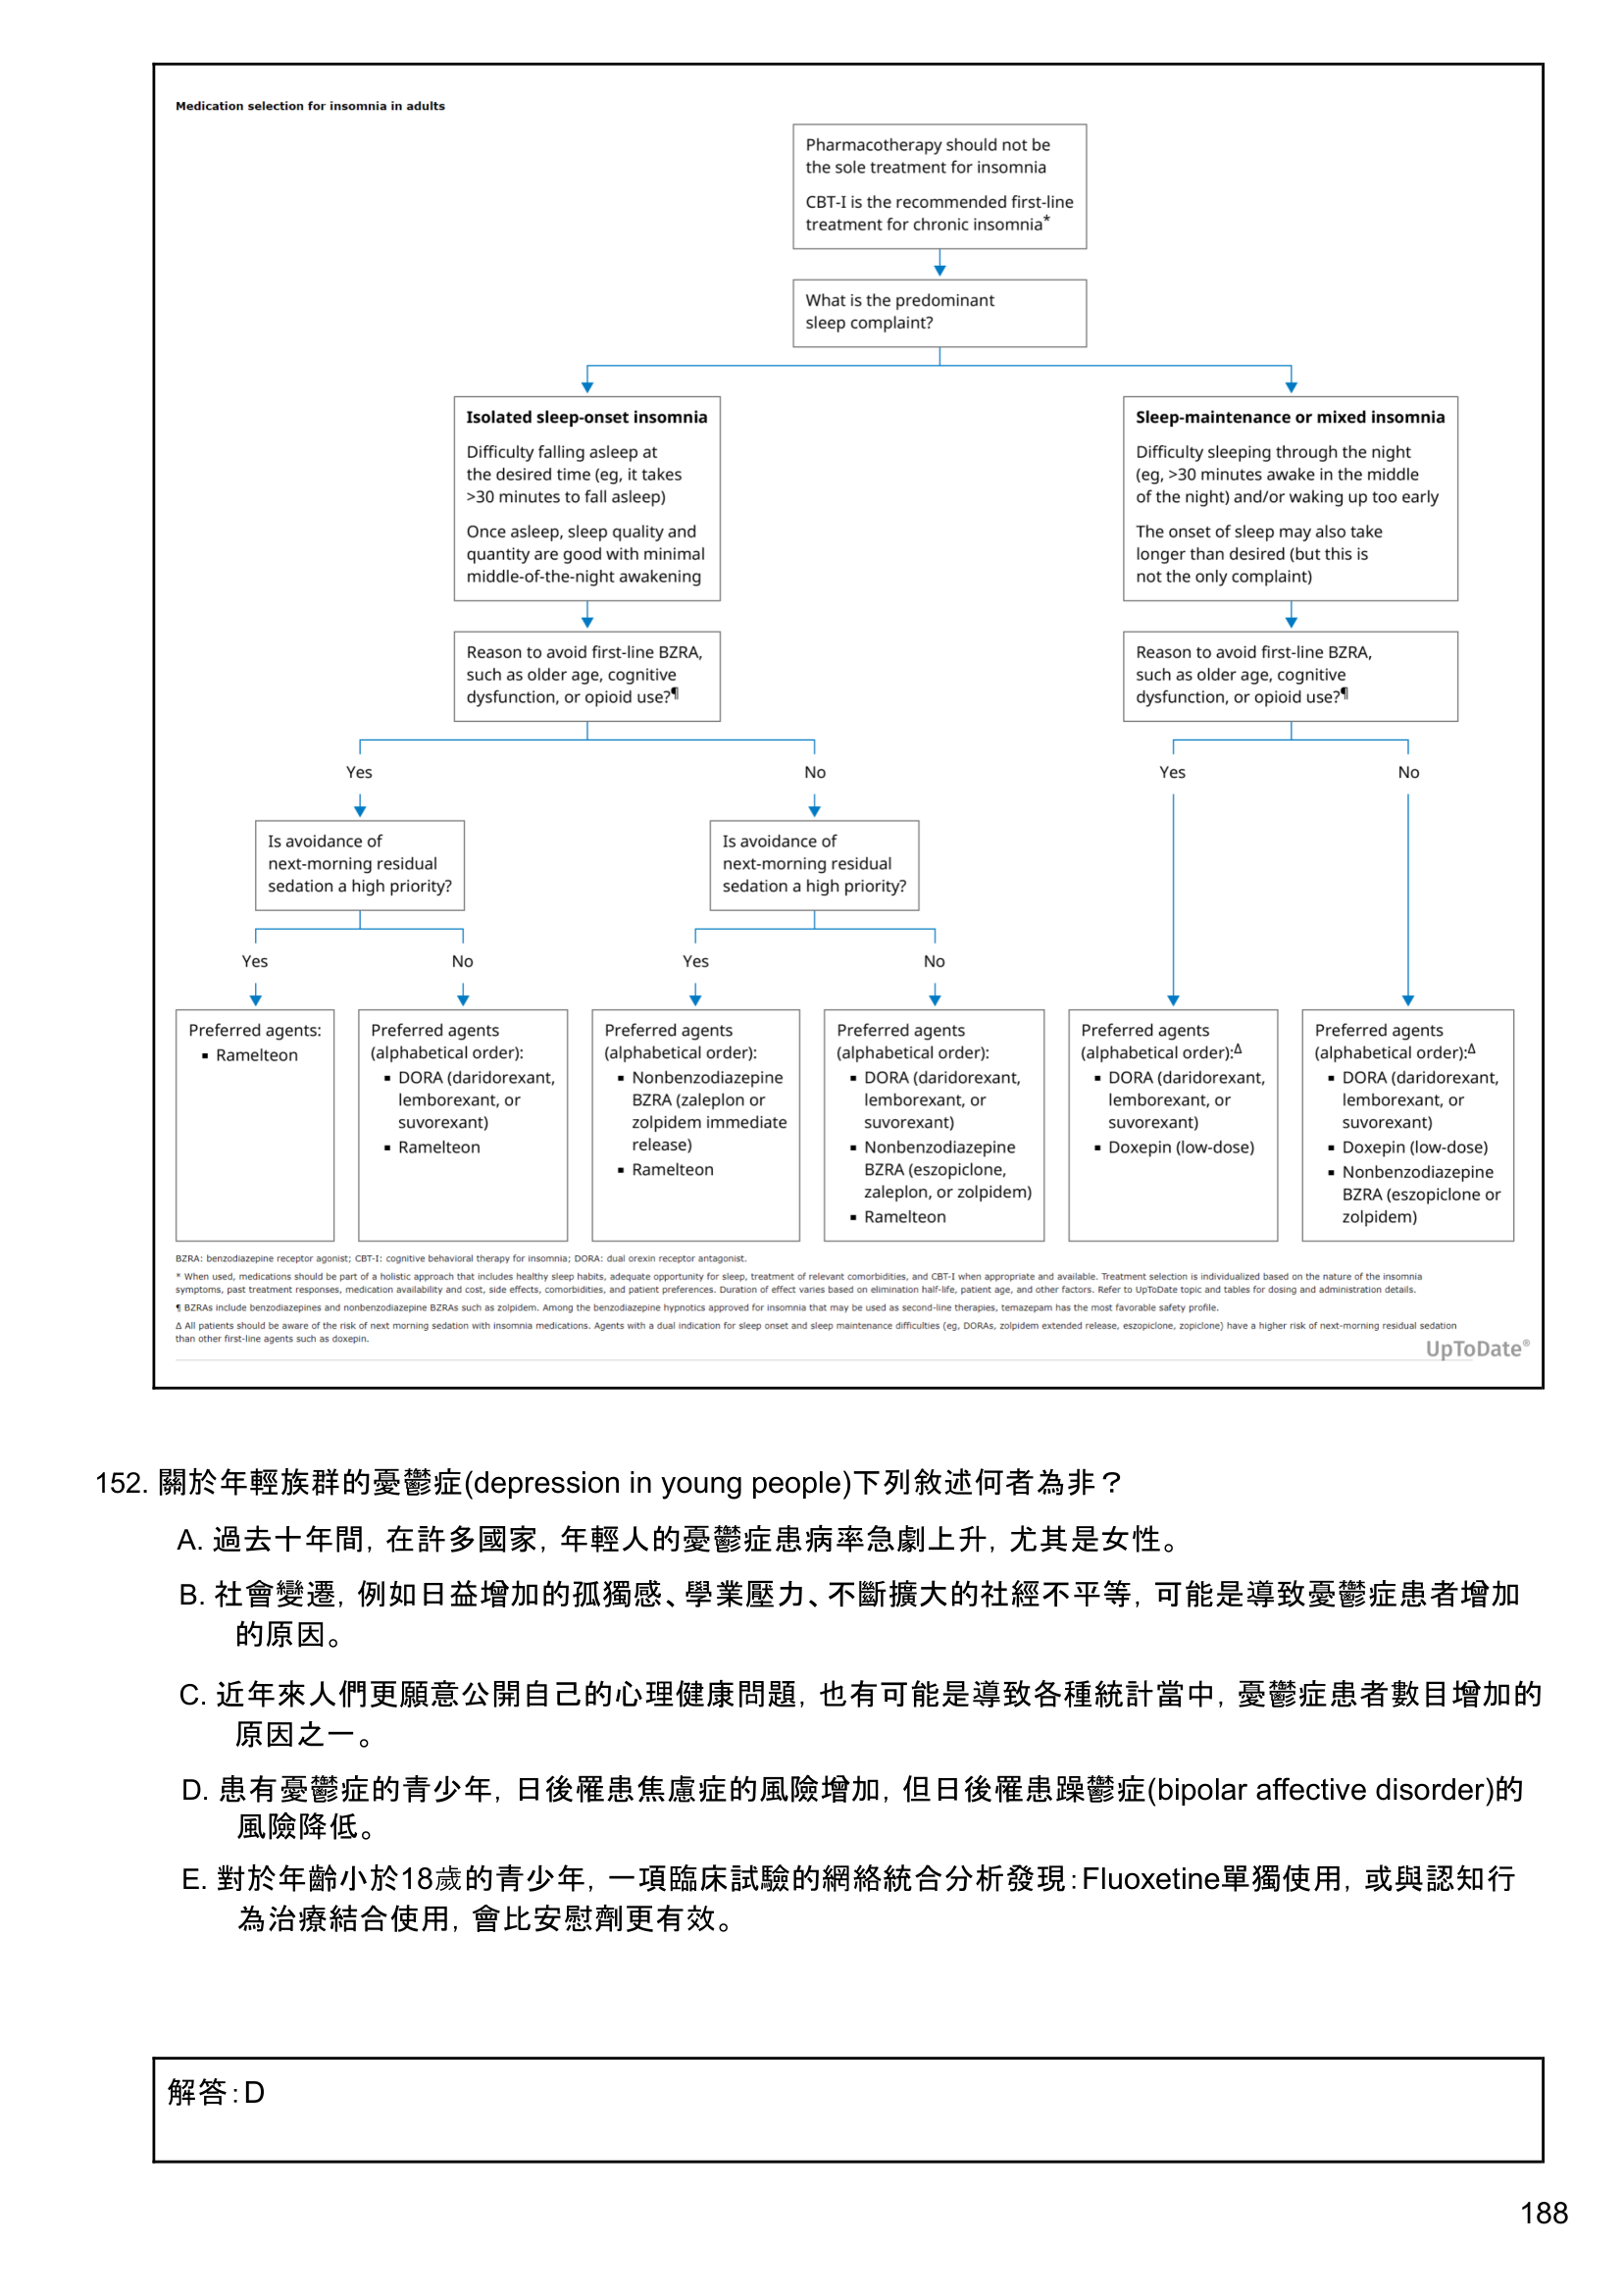 Medication selection for insomnia in adults
Pharmacotherapy should not be
the sole treatment for insomnia
CBT-I is the recommended first-line
treatment for chronic insomnia*
What is the predominant
sleep complaint?
Isolated sleep-onset insomnia
Difficulty falling asleep at
the desired time (eg, it takes
>30 minutes to fall asleep)
Once asleep, sleep quality and
quantity are good with minimal
middle-of-the-night awakening
Sleep-maintenance or mixed insomnia
Difficulty sleeping through the night
(eg, >30 minutes awake in the middle
of the night) and/or waking up too early
The onset of sleep may also take
longer than desired (but this is
not the only complaint)
Reason to avoid first-line BZRA,
such as older age, cognitive
dysfunction, or opioid use?¶
Reason to avoid first-line BZRA,
such as older age, cognitive
dysfunction, or opioid use?¶
Yes
No
Yes
No
Is avoidance of
next-morning residual
sedation a high priority?
Is avoidance of
next-morning residual
sedation a high priority?
Yes
No
Yes
No
Preferred agents:
▪ Ramelteon
Preferred agents
(alphabetical order):
▪ DORA (daridorexant,
lemborexant, or
suvorexant)
▪ Ramelteon
Preferred agents
(alphabetical order):
▪ Nonbenzodiazepine
BZRA (zaleplon or
zolpidem immediate
release)
▪ Ramelteon
Preferred agents
(alphabetical order):
▪ DORA (daridorexant,
lemborexant, or
suvorexant)
▪ Nonbenzodiazepine
BZRA (eszopiclone,
zaleplon, or zolpidem)
▪ Ramelteon
Preferred agents
(alphabetical order):Δ
▪ DORA (daridorexant,
lemborexant, or
suvorexant)
▪ Doxepin (low-dose)
Preferred agents
(alphabetical order):Δ
▪ DORA (daridorexant,
lemborexant, or
suvorexant)
▪ Doxepin (low-dose)
▪ Nonbenzodiazepine
BZRA (eszopiclone or
zolpidem)
BZRA: benzodiazepine receptor agonist; CBT-I: cognitive behavioral therapy for insomnia; DORA: dual orexin receptor antagonist.
* When used, medications should be part of a holistic approach that includes healthy sleep habits, adequate opportunity for sleep, treatment of relevant comorbidities, and CBT-I when appropriate and available. Treatment selection is individualized based on the nature of the insomnia
symptoms, past treatment responses, medication availability and cost, side effects, comorbidities, and patient preferences. Duration of effect varies based on elimination half-life, patient age, and other factors. Refer to UpToDate topic and tables for dosing and administration details.
¶ BZRAs include benzodiazepines and nonbenzodiazepine BZRAs such as zolpidem. Among the benzodiazepine hypnotics approved for insomnia that may be used as second-line therapies, temazepam has the most favorable safety profile.
Δ All patients should be aware of the risk of next morning sedation with insomnia medications. Agents with a dual indication for sleep onset and sleep maintenance difficulties (eg, DORAs, zolpidem extended release, eszopiclone, zopiclone) have a higher risk of next-morning residual sedation
than other first-line agents such as doxepin.
UpToDate®
152. 關於年輕族群的憂鬱症(depression in young people)下列敘述何者為非？
A. 過去十年間，在許多國家，年輕人的憂鬱症患病率急劇上升，尤其是女性。
B. 社會變遷，例如日益增加的孤獨感、學業壓力、不斷擴大的社經不平等，可能是導致憂鬱症患者增加
的原因。
C. 近年來人們更願意公開自己的心理健康問題，也有可能是導致各種統計當中，憂鬱症患者數目增加的
原因之一。
D. 患有憂鬱症的青少年，日後罹患焦慮症的風險增加，但日後罹患躁鬱症(bipolar affective disorder)的
風險降低。
E. 對於年齡小於18歲的青少年，一項臨床試驗的網絡統合分析發現：Fluoxetine單獨使用，或與認知行
為治療結合使用，會比安慰劑更有效。
解答：D
188